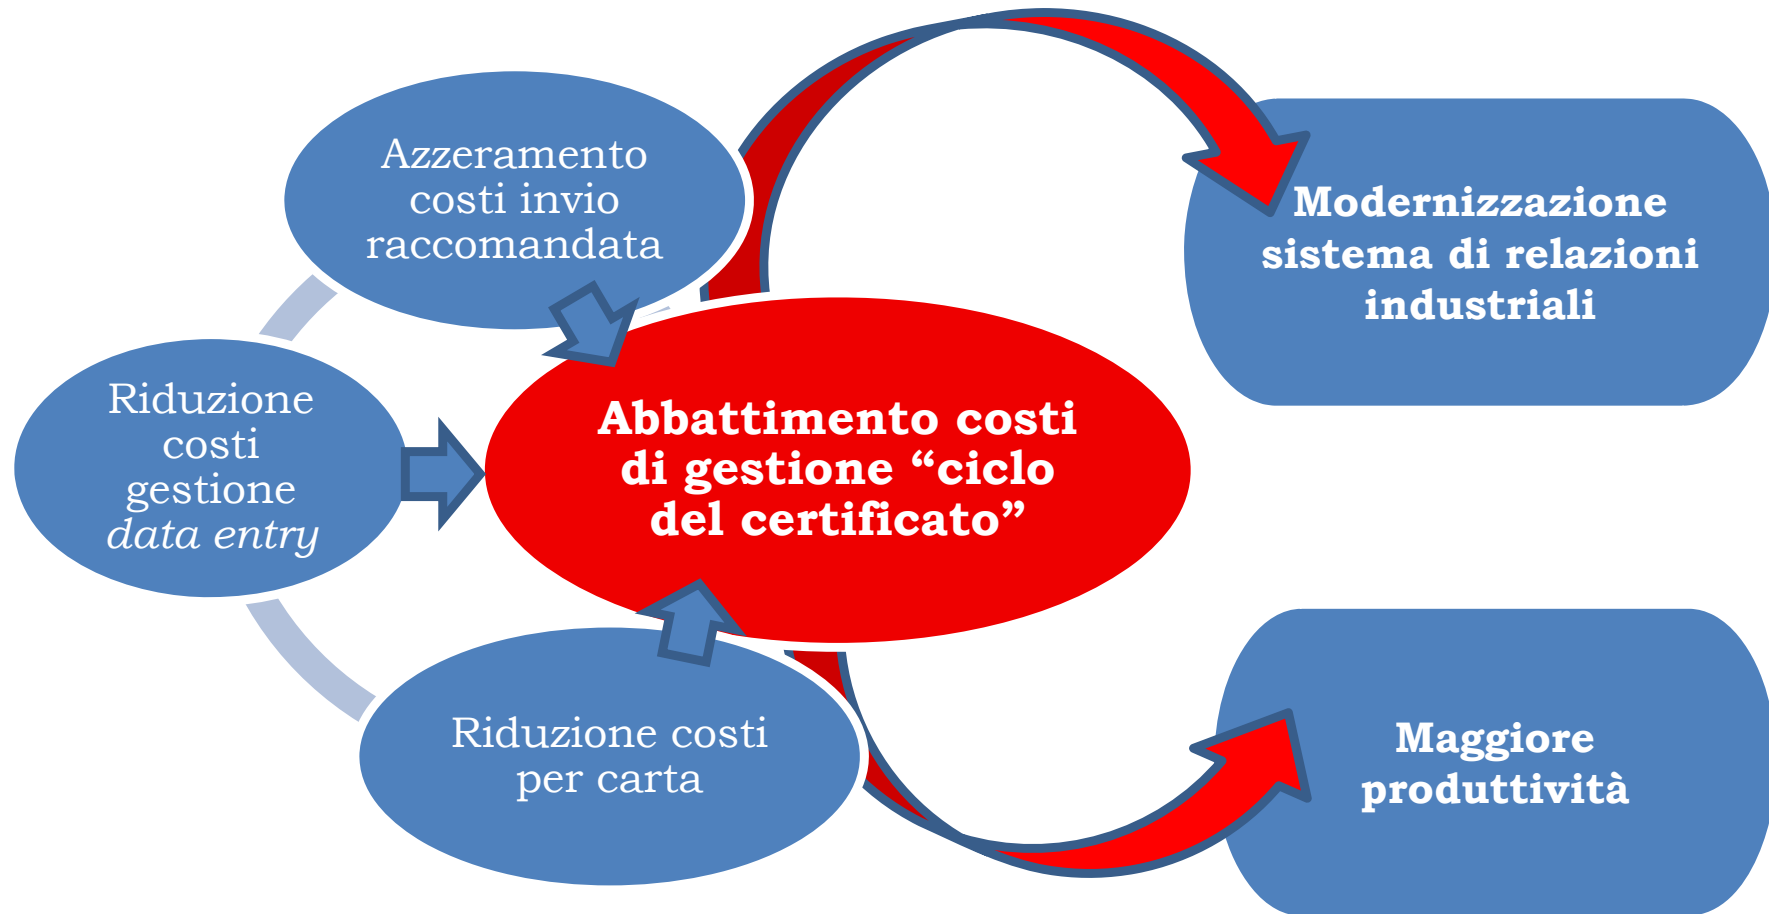 Azzeramento
costi invio
raccomandata
Riduzione
costi
gestione
data entry
Riduzione costi
per carta
Abbattimento costi
di gestione “ciclo
del certificato”
Modernizzazione
sistema di relazioni
industriali
Maggiore
produttività